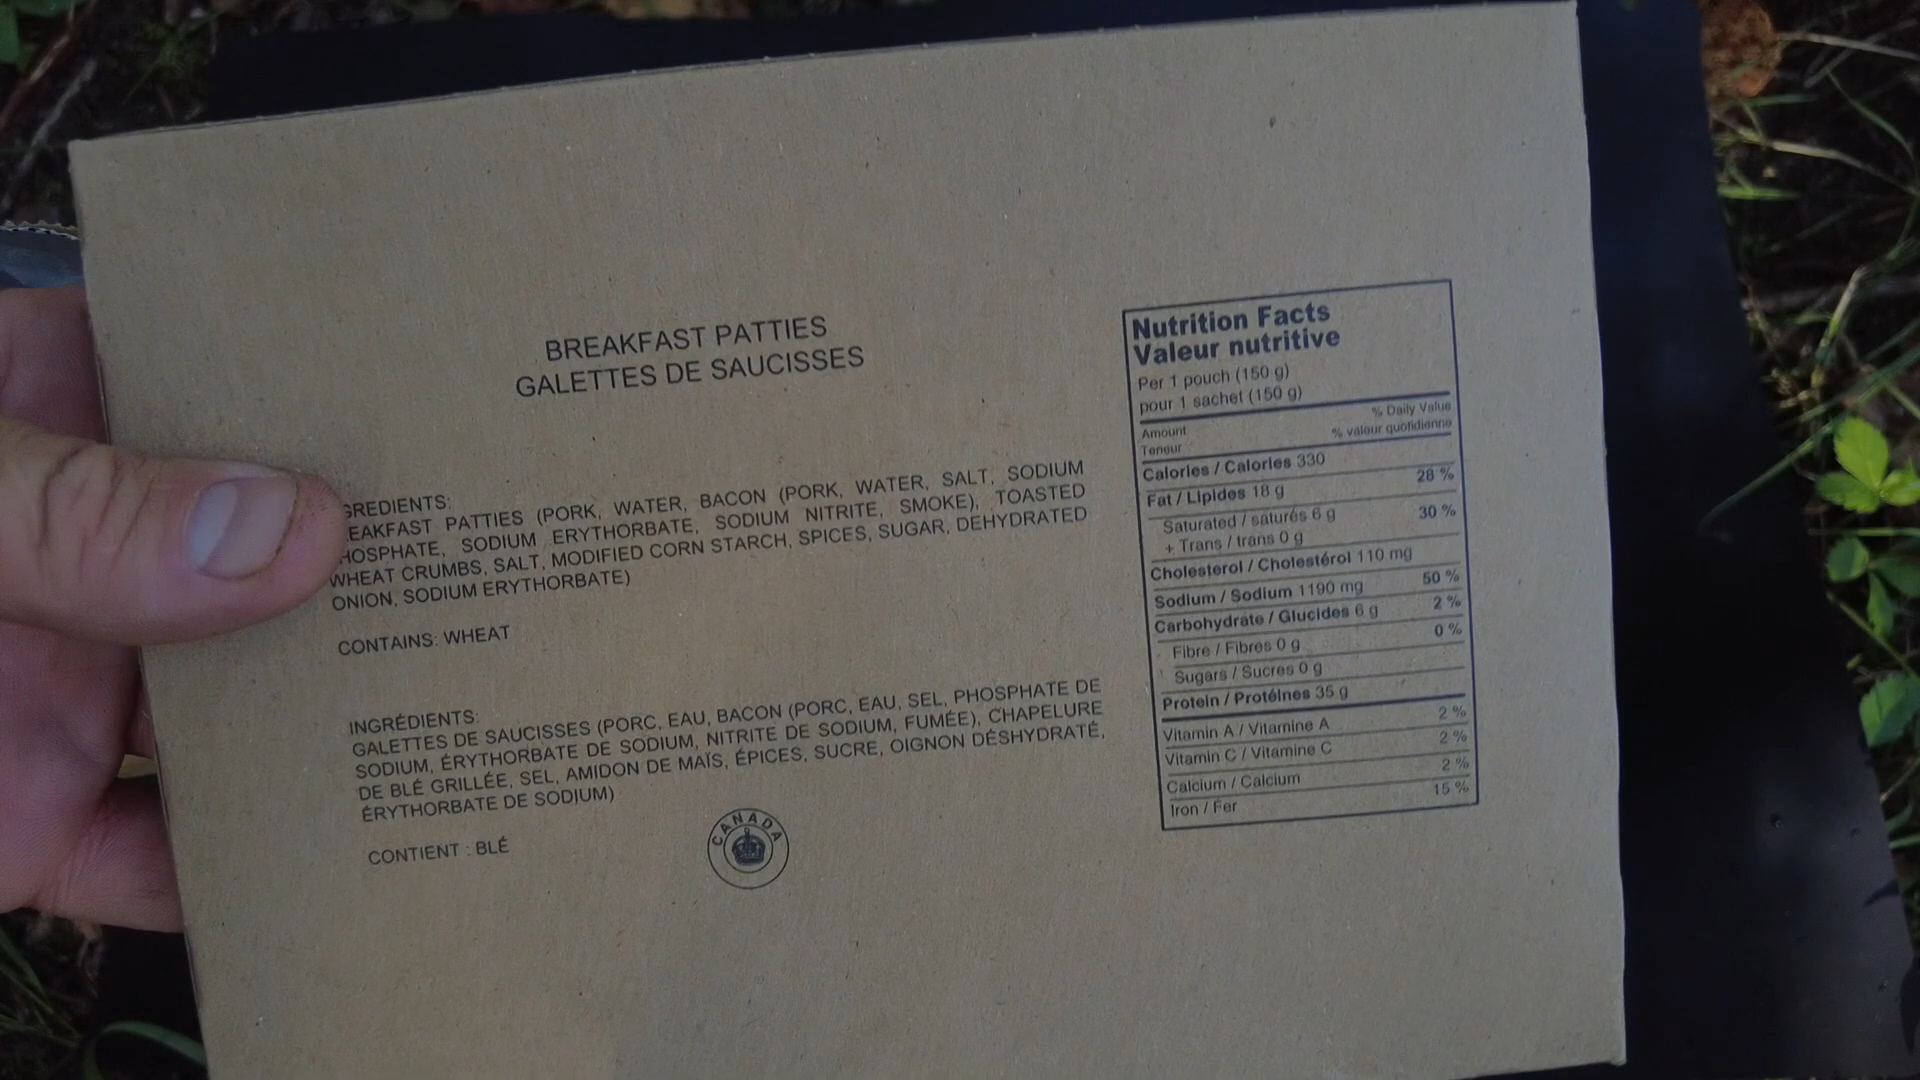 BREAKFAST PATTIES
GALETTES DE SAUCISSES
GREDIENTS:
EAKFAST PATTIES (PORK, WATER, BACON (PORK, WATER, SALT, SODIUM
HOSPHATE, SODIUM ERYTHORBATE, SODIUM NITRITE, SMOKE), TOASTED
WHEAT CRUMBS, SALT, MODIFIED CORN STARCH, SPICES, SUGAR, DEHYDRATED
ONION, SODIUM ERYTHORBATE)
CONTAINS: WHEAT
INGRÉDIENTS:
GALETTES DE SAUCISSES (PORC, EAU, BACON (PORC, EAU, SEL, PHOSPHATE DE
SODIUM, ÉRYTHORBATE DE SODIUM, NITRITE DE SODIUM, FUMÉE), CHAPELURE
DE BLÉ GRILLÉE, SEL, AMIDON DE MAÏS, ÉPICES, SUCRE, OIGNON DÉSHYDRATÉ,
ÉRYTHORBATE DE SODIUM)
CONTIENT : BLÉ
CANADA
Nutrition Facts
Valeur nutritive
Per 1 pouch (150 g)
pour 1 sachet (150 g)
Amount % Daily Value
Teneur % valeur quotidienne
Calories / Calories 330
Fat / Lipides 18 g 28 %
Saturated / saturés 6 g 30 %
+ Trans / trans 0 g
Cholesterol / Cholestérol 110 mg
Sodium / Sodium 1190 mg 50 %
Carbohydrate / Glucides 6 g 2 %
Fibre / Fibres 0 g 0 %
Sugars / Sucres 0 g
Protein / Protéines 35 g
Vitamin A / Vitamine A 2 %
Vitamin C / Vitamine C 2 %
Calcium / Calcium 2 %
Iron / Fer 15 %